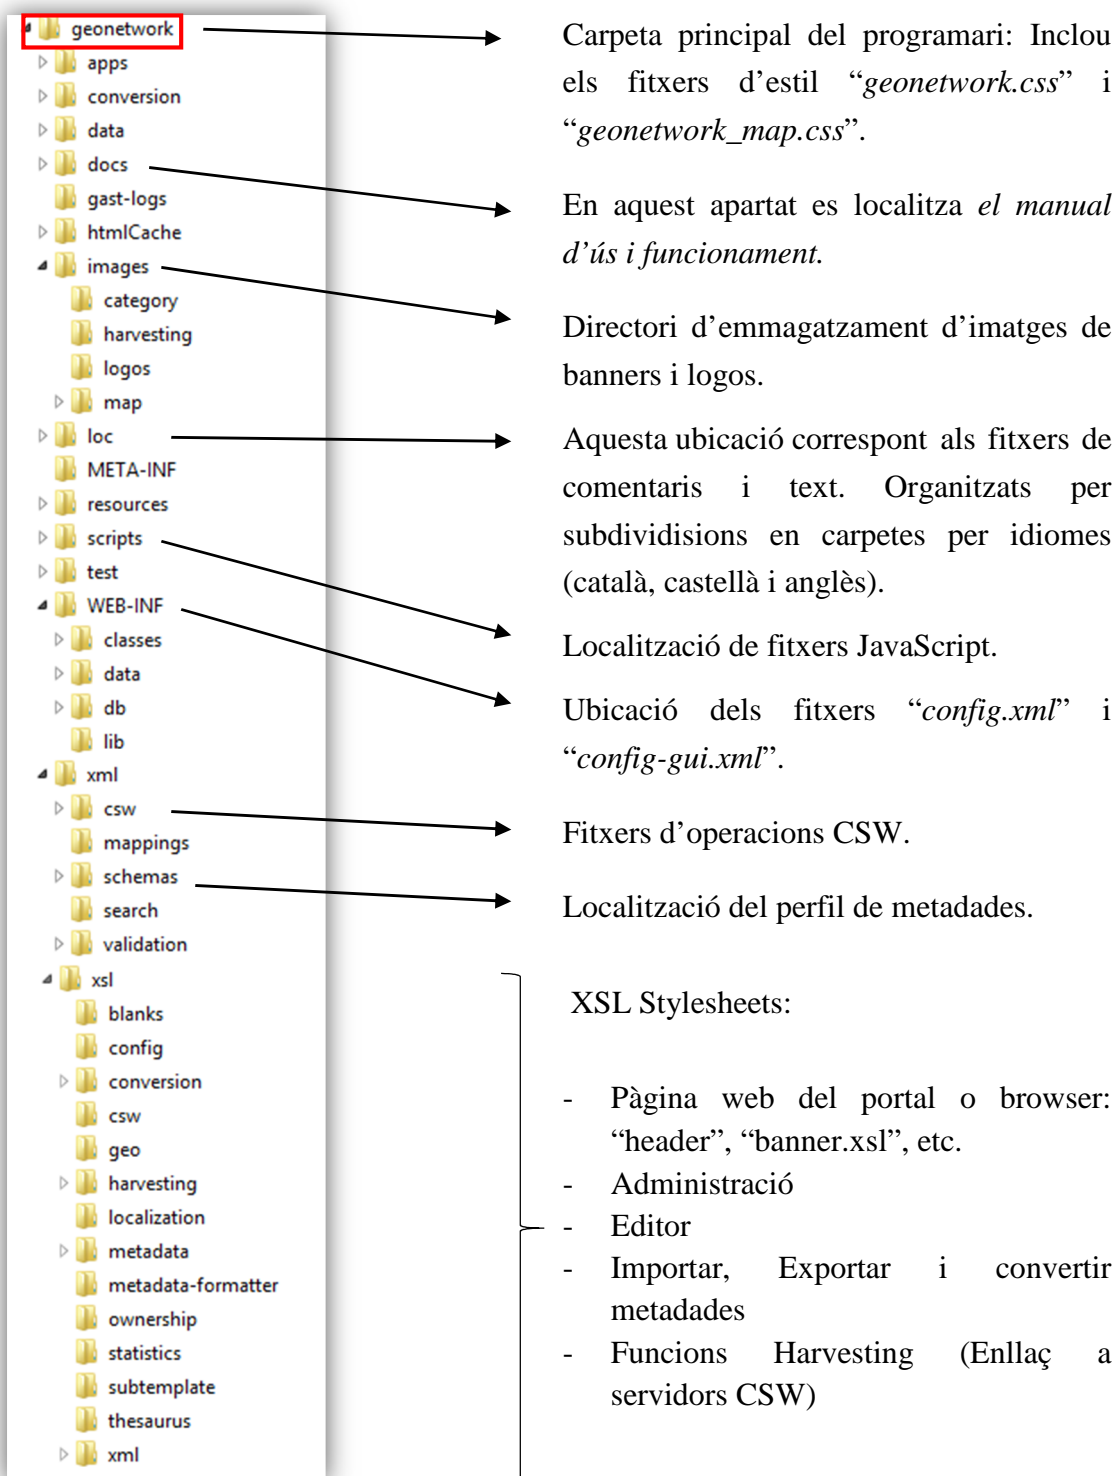 geonetwork
apps
conversion
data
docs
gast-logs
htmlCache
images
category
harvesting
logos
map
loc
META-INF
resources
scripts
test
WEB-INF
classes
data
db
lib
xml
csw
mappings
schemas
search
validation
xsl
blanks
config
conversion
csw
geo
harvesting
localization
metadata
metadata-formatter
ownership
statistics
subtemplate
thesaurus
xml
Carpeta principal del programari: Inclou
els fitxers d’estil “geonetwork.css” i
“geonetwork_map.css”.
En aquest apartat es localitza el manual
d’ús i funcionament.
Directori d’emmagatzament d’imatges de
banners i logos.
Aquesta ubicació correspont als fitxers de
comentaris i text. Organitzats per
subdividisions en carpetes per idiomes
(català, castellà i anglès).
Localització de fitxers JavaScript.
Ubicació dels fitxers “config.xml” i
“config-gui.xml”.
Fitxers d’operacions CSW.
Localització del perfil de metadades.
XSL Stylesheets:
- Pàgina web del portal o browser:
“header”, “banner.xsl”, etc.
- Administració
- Editor
- Importar, Exportar i convertir
metadades
- Funcions Harvesting (Enllaç a
servidors CSW)